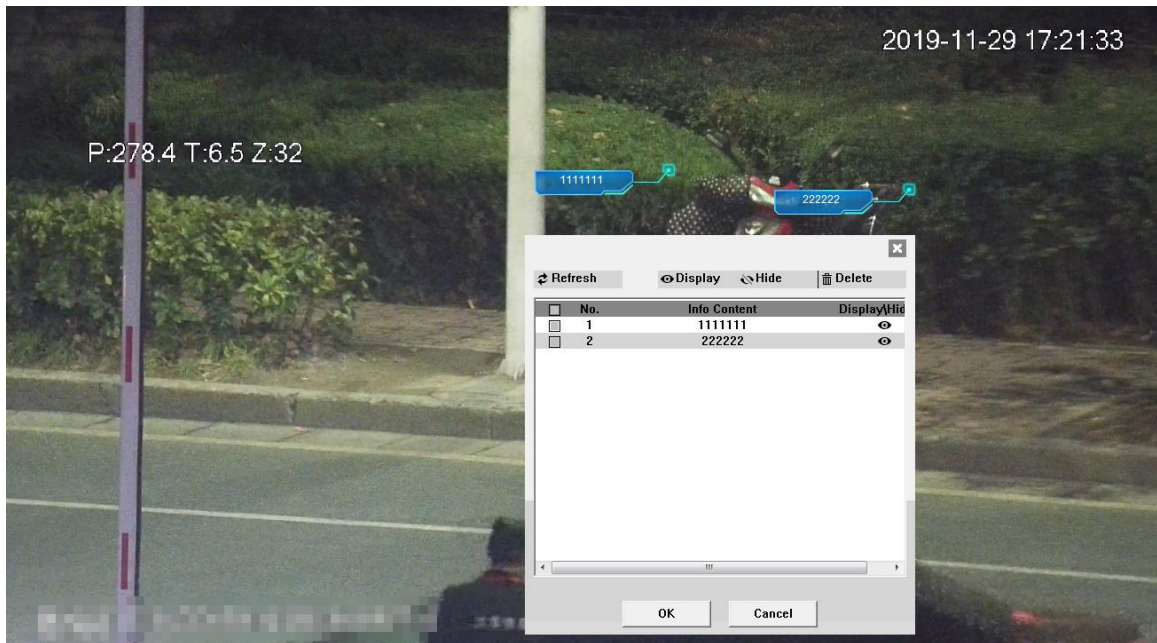 2019-11-29 17:21:33
P:278.4 T:6.5 Z:32
1111111
222222
Refresh Display Hide Delete
No. Info Content Display\Hid
1 1111111
2 222222
OK Cancel